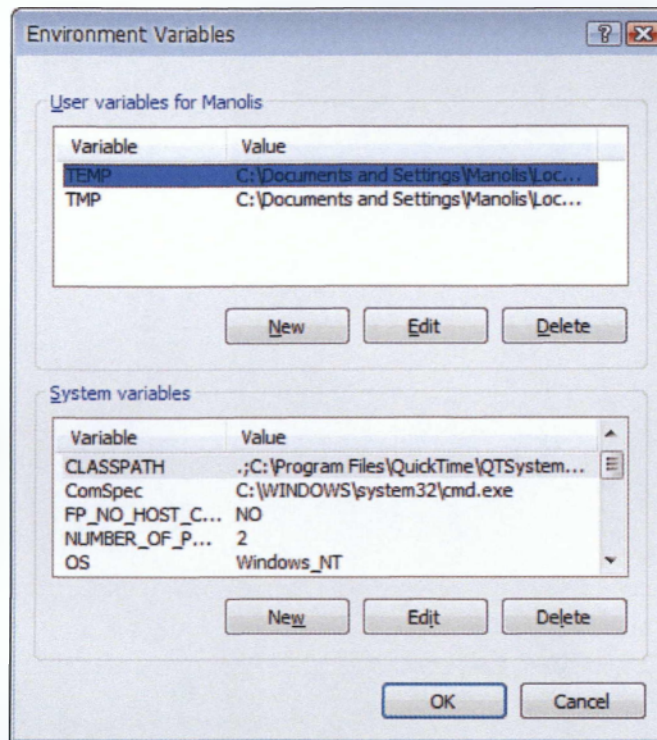 Environment Variables
User variables for Manolis
Variable Value
TEMP C:\Documents and Settings\Manolis\Loc...
TMP C:\Documents and Settings\Manolis\Loc...
New Edit Delete
System variables
Variable Value
CLASSPATH .;C:\Program Files\QuickTime\QTSystem...
ComSpec C:\WINDOWS\system32\cmd.exe
FP_NO_HOST_C... NO
NUMBER_OF_P... 2
OS Windows_NT
New Edit Delete
OK Cancel